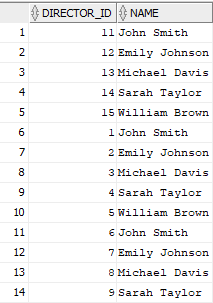 DIRECTOR_ID NAME
1 11 John Smith
2 12 Emily Johnson
3 13 Michael Davis
4 14 Sarah Taylor
5 15 William Brown
6 1 John Smith
7 2 Emily Johnson
8 3 Michael Davis
9 4 Sarah Taylor
10 5 William Brown
11 6 John Smith
12 7 Emily Johnson
13 8 Michael Davis
14 9 Sarah Taylor